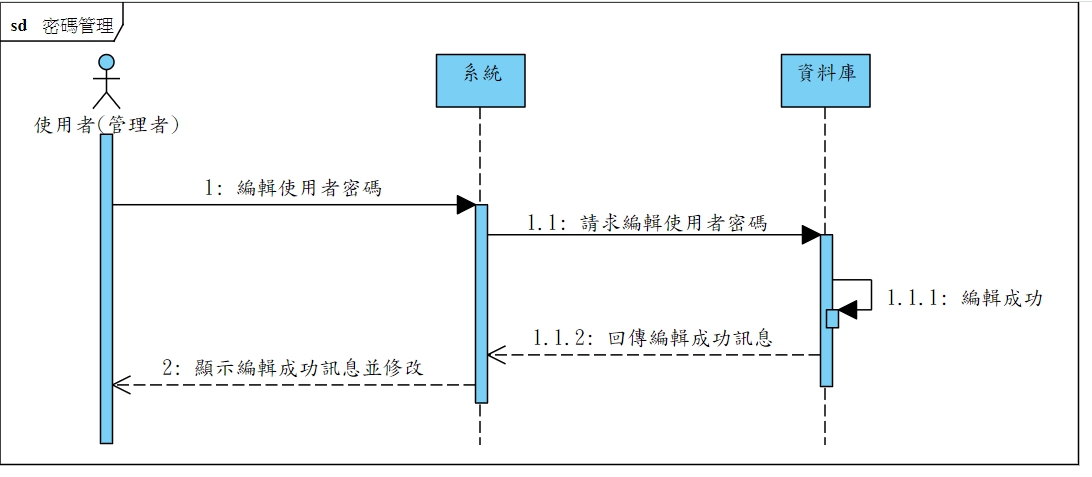 sd 密碼管理
系統
資料庫
使用者(管理者)
1: 編輯使用者密碼
1.1: 請求編輯使用者密碼
1.1.1: 編輯成功
1.1.2: 回傳編輯成功訊息
2: 顯示編輯成功訊息並修改